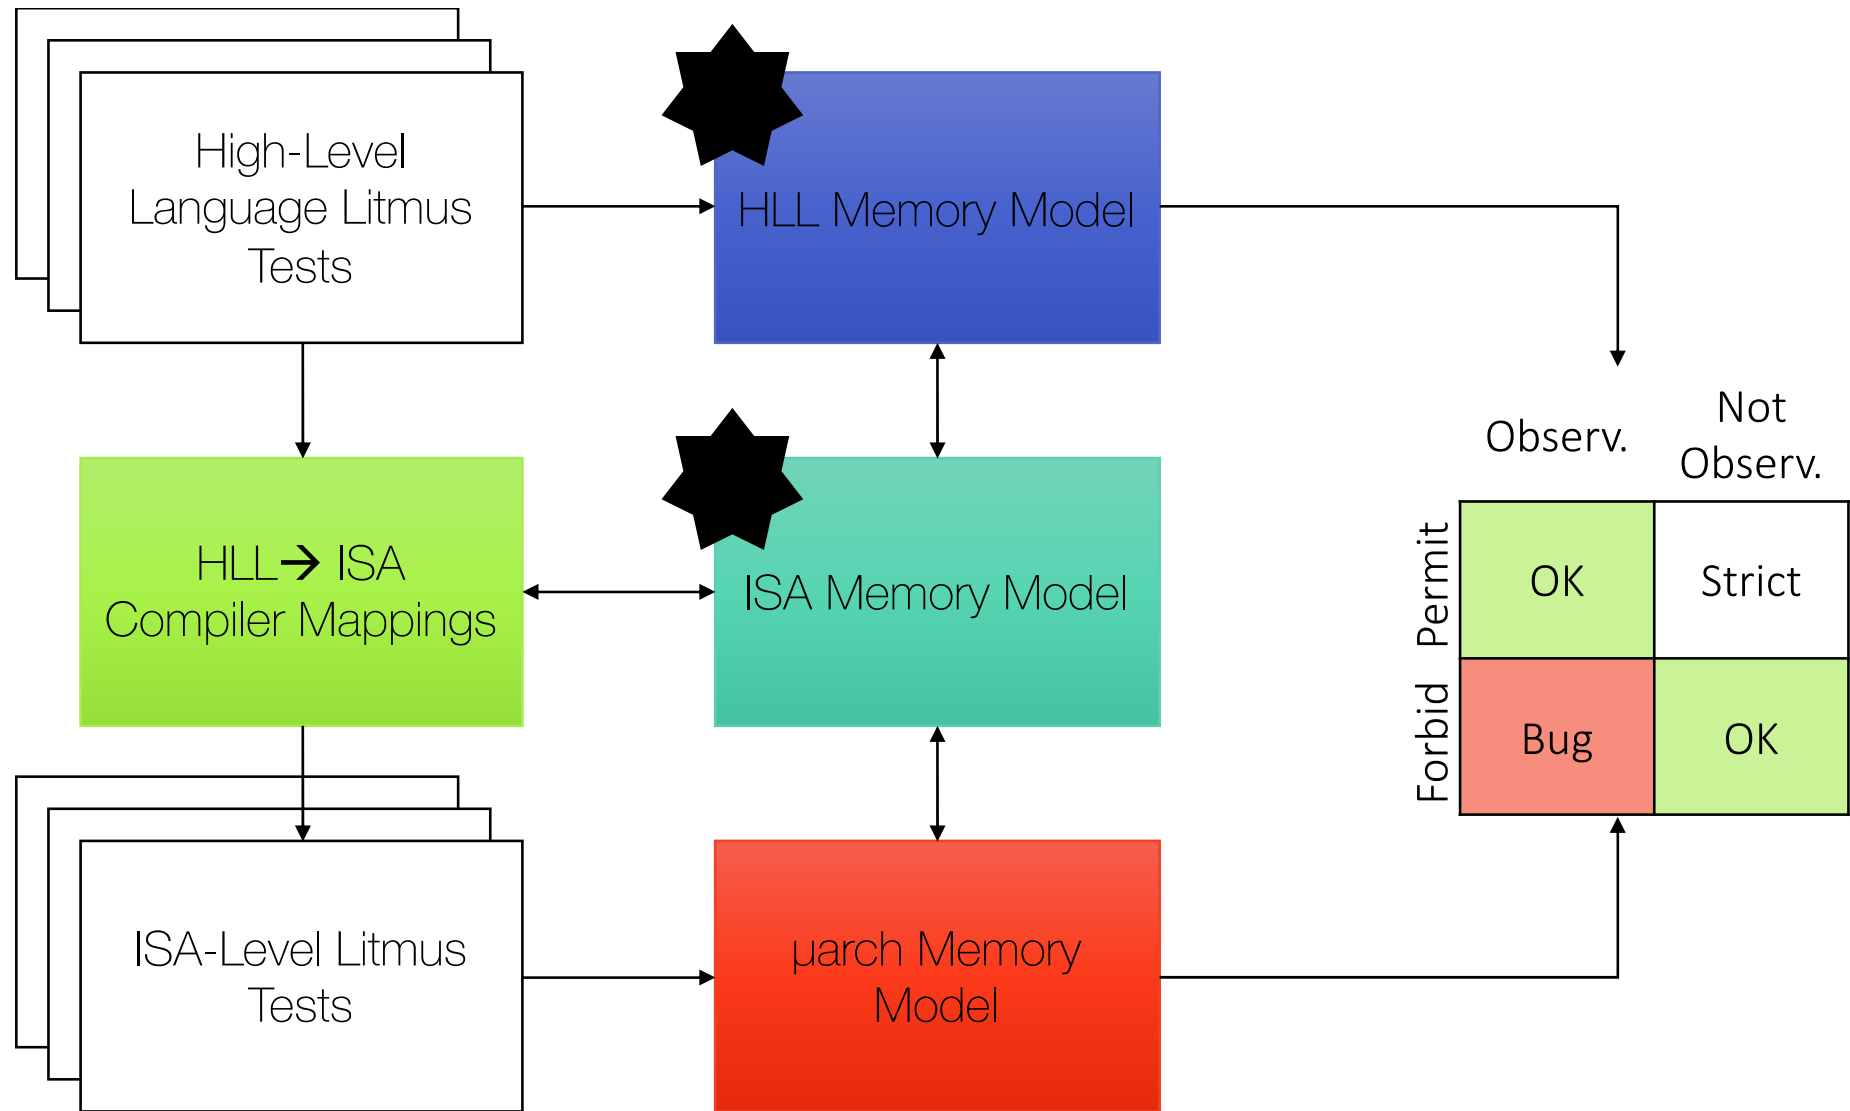 High-Level
Language Litmus
Tests
HLL Memory Model
HLL→ ISA
Compiler Mappings
ISA Memory Model
ISA-Level Litmus
Tests
µarch Memory
Model
Observ.
Not
Observ.
Permit
OK
Strict
Forbid
Bug
OK